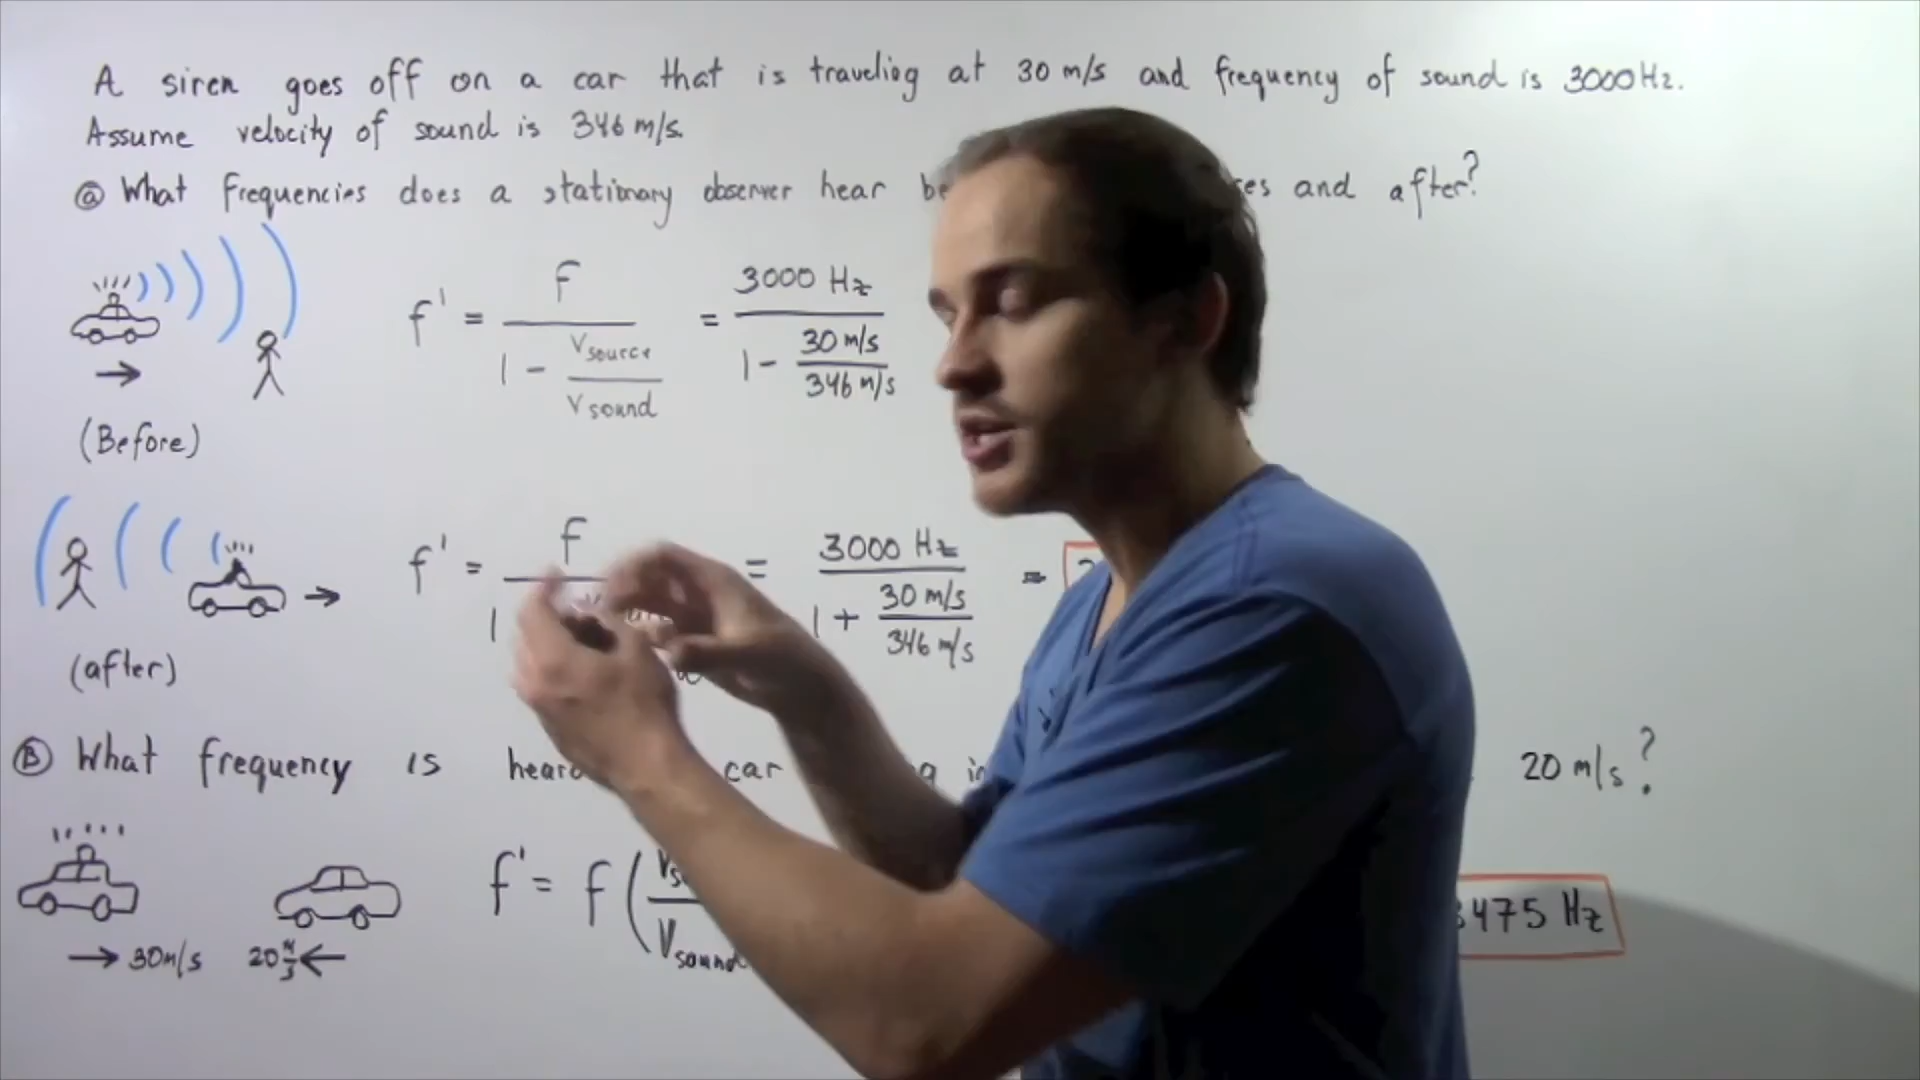 A siren goes off on a car that is traveling at 30 m/s and frequency of sound is 3000 Hz.
Assume velocity of sound is 346 m/s.
ⓐ What frequencies does a stationary observer hear and after?
f' = f / (1 - Vsource / Vsound) = 3000 Hz / (1 - 30 m/s / 346 m/s)
(Before)
f' = f = 3000 Hz / (1 + 30 m/s / 346 m/s) =
(after)
Ⓑ What frequency is car 20 m/s?
f' = f ( Vsound 3475 Hz
→ 30 m/s 20 m/s ←